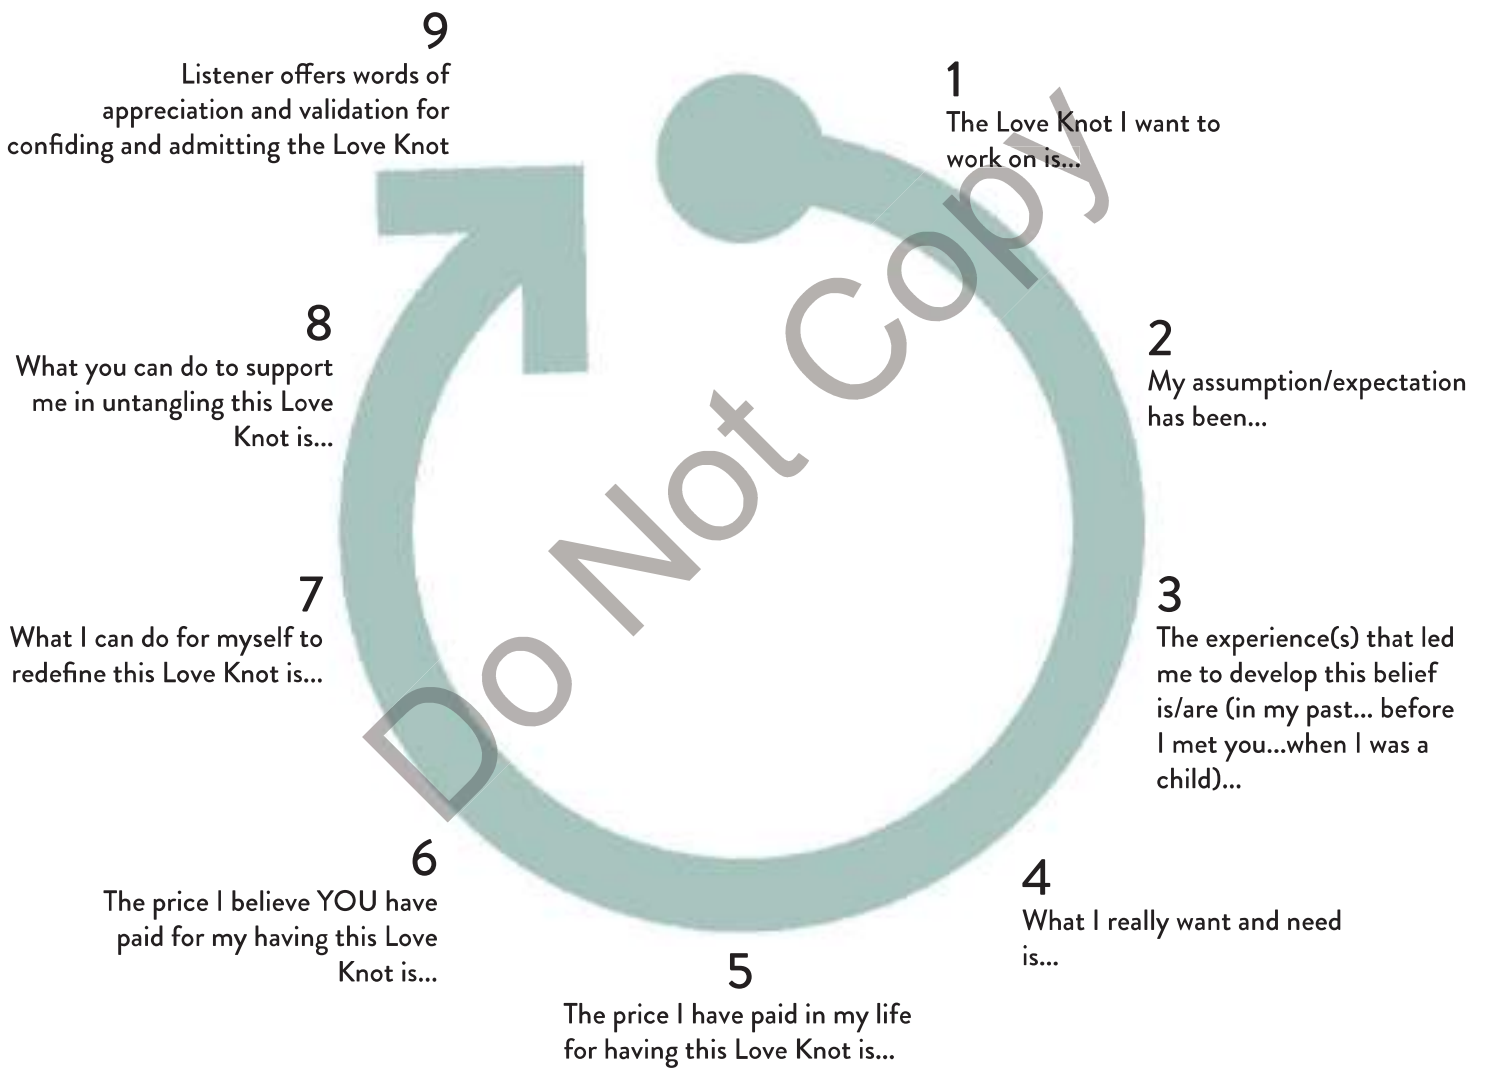 1
The Love Knot I want to
work on is...
2
My assumption/expectation
has been...
3
The experience(s) that led
me to develop this belief
is/are (in my past... before
I met you...when I was a
child)...
4
What I really want and need
is...
5
The price I have paid in my life
for having this Love Knot is...
6
The price I believe YOU have
paid for my having this Love
Knot is...
7
What I can do for myself to
redefine this Love Knot is...
8
What you can do to support
me in untangling this Love
Knot is...
9
Listener offers words of
appreciation and validation for
confiding and admitting the Love Knot
Do Not Copy